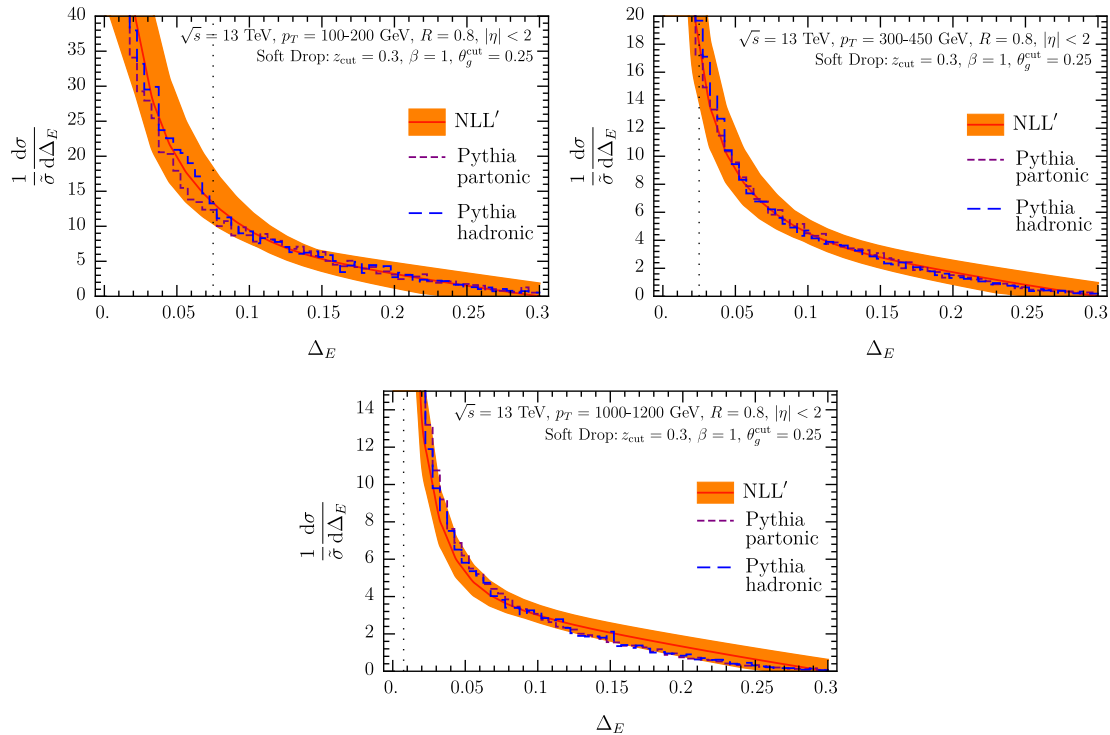 √s = 13 TeV, p_T = 100-200 GeV, R = 0.8, |η| < 2
Soft Drop: z_cut = 0.3, β = 1, θ_g^cut = 0.25
40
35
30
25
20
15
10
5
0
1/σ̃ dσ/dΔ_E
NLL′
Pythia
partonic
Pythia
hadronic
0. 0.05 0.1 0.15 0.2 0.25 0.3
Δ_E
√s = 13 TeV, p_T = 300-450 GeV, R = 0.8, |η| < 2
Soft Drop: z_cut = 0.3, β = 1, θ_g^cut = 0.25
20
18
16
14
12
10
8
6
4
2
0
1/σ̃ dσ/dΔ_E
NLL′
Pythia
partonic
Pythia
hadronic
0. 0.05 0.1 0.15 0.2 0.25 0.3
Δ_E
√s = 13 TeV, p_T = 1000-1200 GeV, R = 0.8, |η| < 2
Soft Drop: z_cut = 0.3, β = 1, θ_g^cut = 0.25
14
12
10
8
6
4
2
0
1/σ̃ dσ/dΔ_E
NLL′
Pythia
partonic
Pythia
hadronic
0. 0.05 0.1 0.15 0.2 0.25 0.3
Δ_E